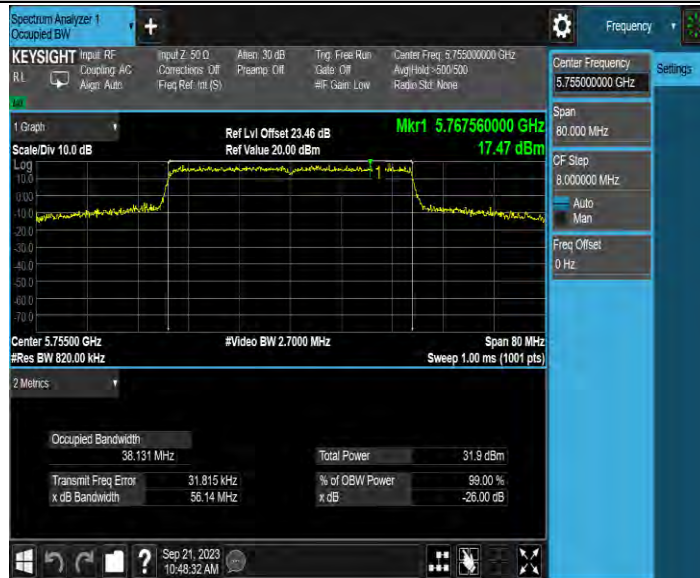 Spectrum Analyzer 1
Occupied BW
+
Frequency
KEYSIGHT
RL
Input: RF
Coupling: AC
Align: Auto
Input Z: 50 Ω
Corrections: Off
Freq Ref: Int (S)
Atten: 30 dB
Preamp: Off
Trig: Free Run
Gate: Off
#IF Gain: Low
Center Freq: 5.755000000 GHz
Avg|Hold:>500/500
Radio Std: None
Center Frequency
5.755000000 GHz
Settings
Span
80.000 MHz
CF Step
8.000000 MHz
Auto
Man
Freq Offset
0 Hz
1 Graph
Scale/Div 10.0 dB
Ref Lvl Offset 23.46 dB
Ref Value 20.00 dBm
Mkr1 5.767560000 GHz
17.47 dBm
Log
10.0
0.00
-10.0
-20.0
-30.0
-40.0
-50.0
-60.0
-70.0
1
Center 5.75500 GHz
#Res BW 820.00 kHz
#Video BW 2.7000 MHz
Span 80 MHz
Sweep 1.00 ms (1001 pts)
2 Metrics
Occupied Bandwidth
38.131 MHz
Total Power 31.9 dBm
Transmit Freq Error 31.815 kHz
% of OBW Power 99.00 %
x dB Bandwidth 56.14 MHz
x dB -26.00 dB
?
Sep 21, 2023
10:48:32 AM